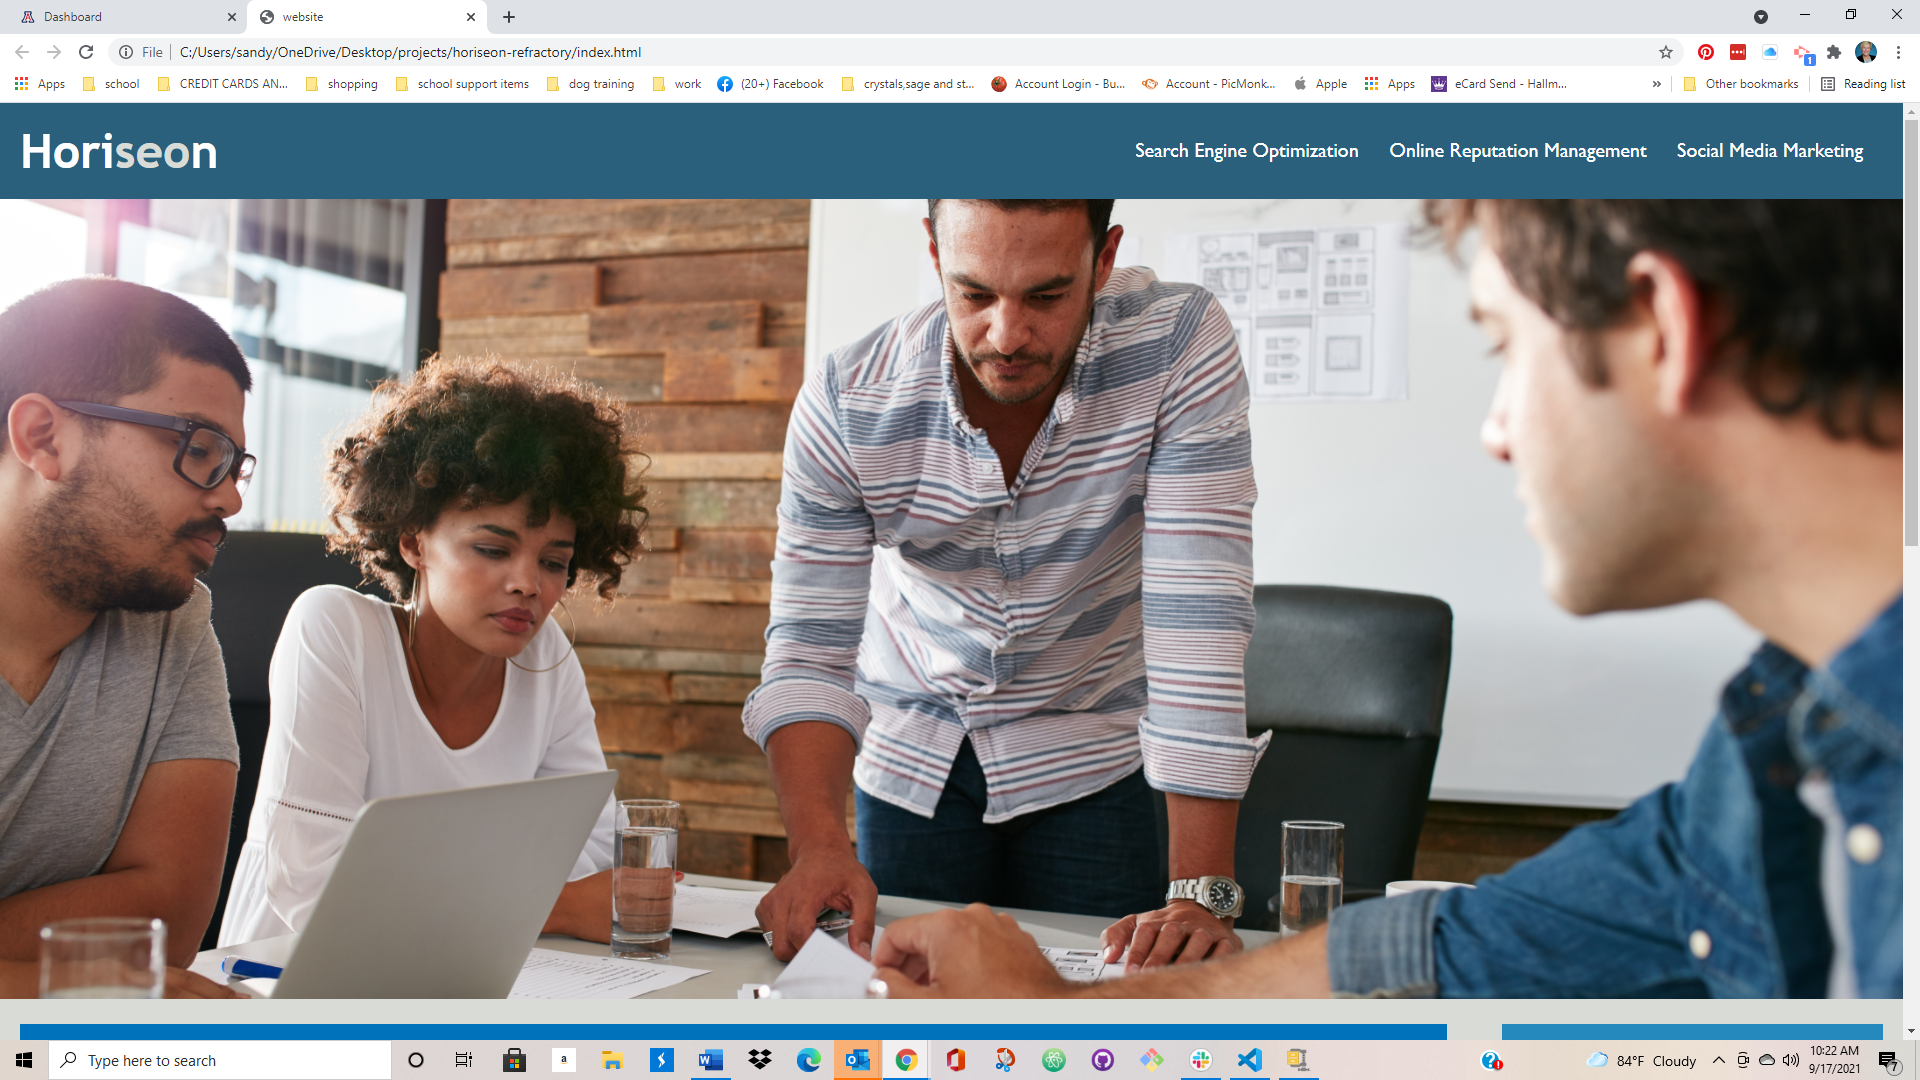 Dashboard
website
File
C:/Users/sandy/OneDrive/Desktop/projects/horiseon-refractory/index.html
1
Apps
school
CREDIT CARDS AN...
shopping
school support items
dog training
work
(20+) Facebook
crystals,sage and st...
Account Login - Bu...
Account - PicMonk...
Apple
Apps
eCard Send - Hallm...
»
Other bookmarks
Reading list
Horiseon
Search Engine Optimization
Online Reputation Management
Social Media Marketing
Type here to search
a
84°F Cloudy
10:22 AM
9/17/2021
7